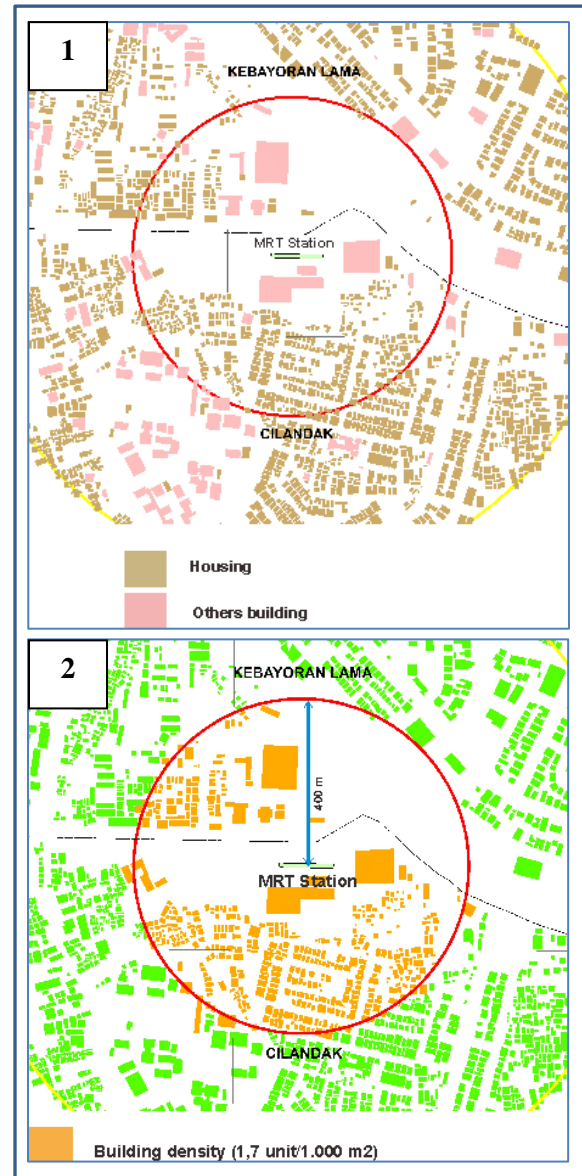 1
KEBAYORAN LAMA
MRT Station
CILANDAK
Housing
Others building
2
KEBAYORAN LAMA
400 m
MRT Station
CILANDAK
Building density (1,7 unit/1.000 m2)